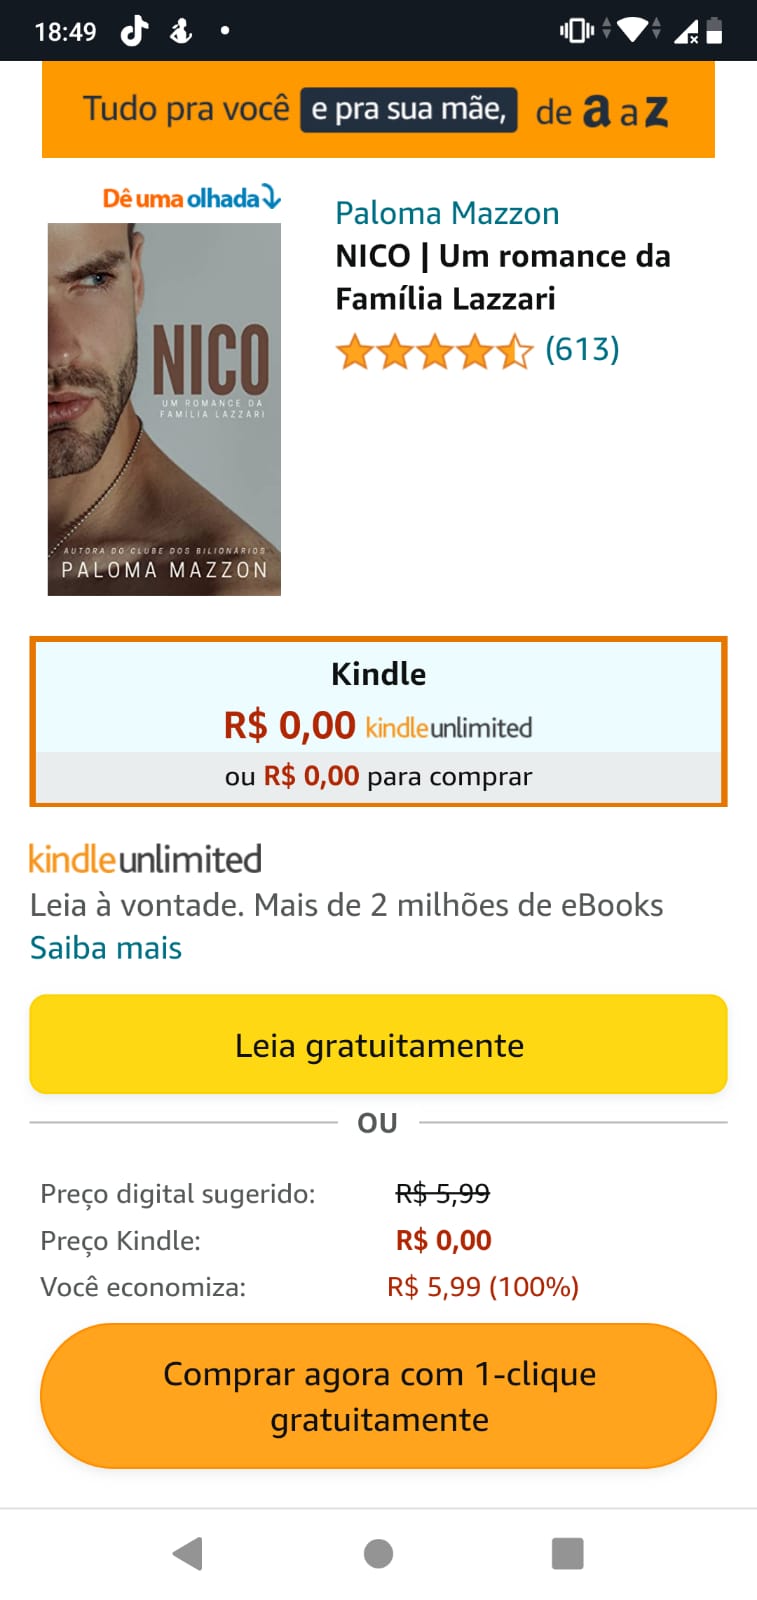 18:49
Tudo pra você e pra sua mãe, de a a z
Dê uma olhada
Paloma Mazzon
NICO | Um romance da
Família Lazzari
(613)
NICO
UM ROMANCE DA
FAMÍLIA LAZZARI
AUTORA DO CLUBE DOS BILIONÁRIOS
PALOMA MAZZON
Kindle
R$ 0,00 kindleunlimited
ou R$ 0,00 para comprar
kindleunlimited
Leia à vontade. Mais de 2 milhões de eBooks
Saiba mais
Leia gratuitamente
OU
Preço digital sugerido: R$ 5,99
Preço Kindle: R$ 0,00
Você economiza: R$ 5,99 (100%)
Comprar agora com 1-clique
gratuitamente